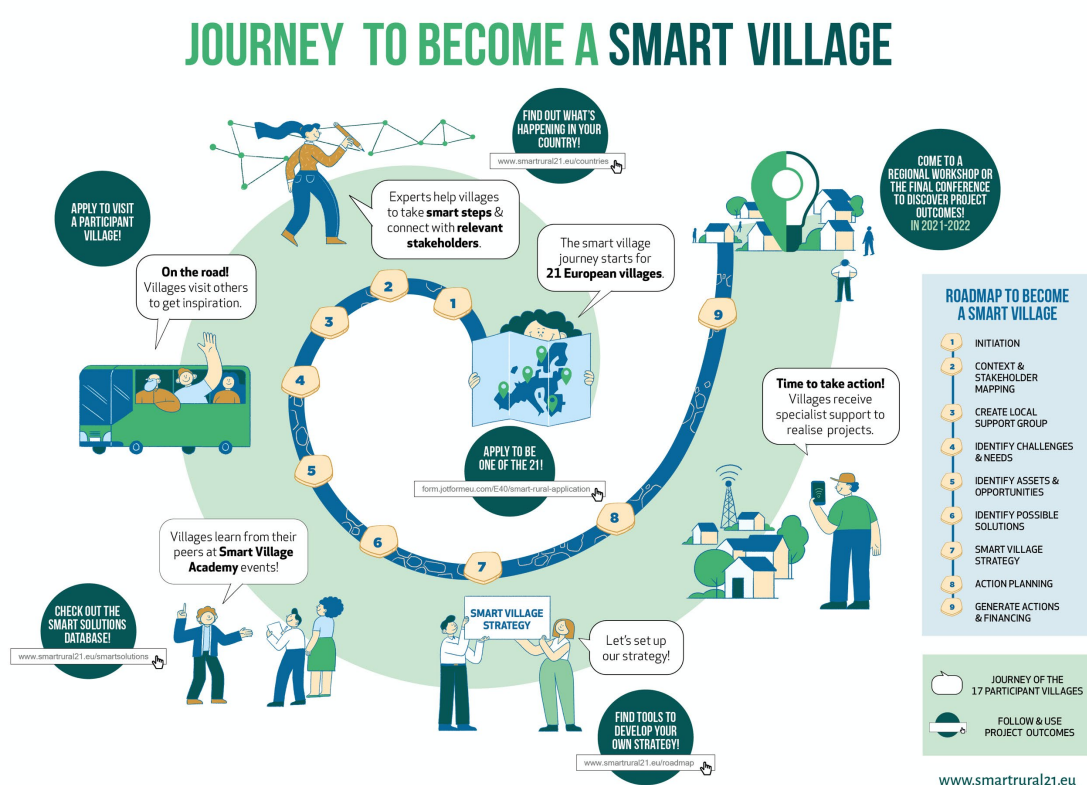 JOURNEY TO BECOME A SMART VILLAGE
FIND OUT WHAT'S
HAPPENING IN YOUR
COUNTRY!
www.smartrural21.eu/countries
COME TO A
REGIONAL WORKSHOP OR
THE FINAL CONFERENCE
TO DISCOVER PROJECT
OUTCOMES!
IN 2021-2022
APPLY TO VISIT
A PARTICIPANT
VILLAGE!
Experts help villages
to take smart steps &
connect with relevant
stakeholders.
The smart village
journey starts for
21 European villages.
On the road!
Villages visit others
to get inspiration.
1
2
3
4
5
6
7
8
9
APPLY TO BE
ONE OF THE 21!
form.jotformeu.com/E40/smart-rural-application
Time to take action!
Villages receive
specialist support to
realise projects.
Villages learn from their
peers at Smart Village
Academy events!
CHECK OUT THE
SMART SOLUTIONS
DATABASE!
www.smartrural21.eu/smartsolutions
SMART VILLAGE
STRATEGY
Let's set up
our strategy!
FIND TOOLS TO
DEVELOP YOUR
OWN STRATEGY!
www.smartrural21.eu/roadmap
ROADMAP TO BECOME
A SMART VILLAGE
1 INITIATION
2 CONTEXT &
STAKEHOLDER
MAPPING
3 CREATE LOCAL
SUPPORT GROUP
4 IDENTIFY CHALLENGES
& NEEDS
5 IDENTIFY ASSETS &
OPPORTUNITIES
6 IDENTIFY POSSIBLE
SOLUTIONS
7 SMART VILLAGE
STRATEGY
8 ACTION PLANNING
9 GENERATE ACTIONS
& FINANCING
JOURNEY OF THE
17 PARTICIPANT VILLAGES
FOLLOW & USE
PROJECT OUTCOMES
www.smartrural21.eu